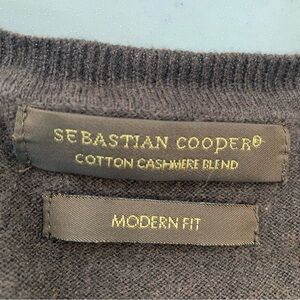 SEBASTIAN COOPER®
COTTON CASHMERE BLEND
MODERN FIT